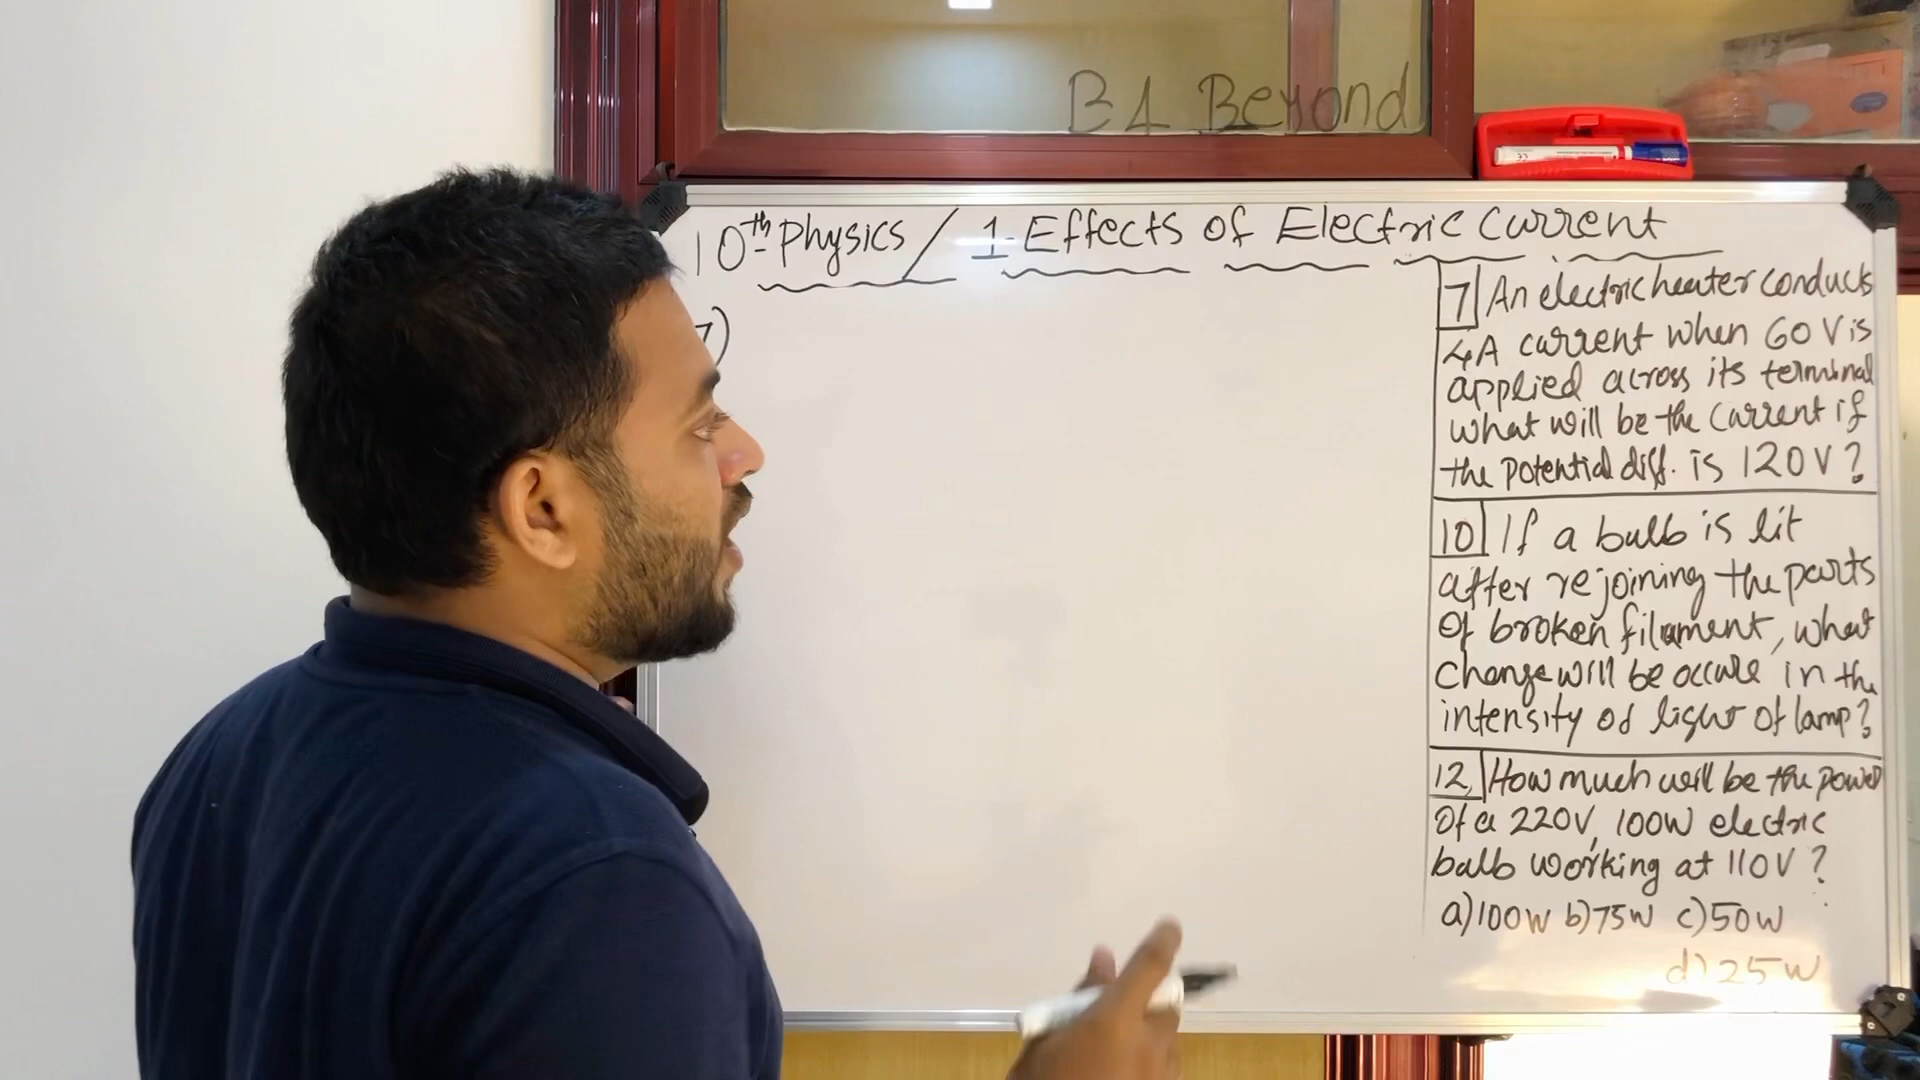 B4 Beyond
10th Physics / 1. Effects of Electric Current
7)
7 An electric heater conducts
4A current when 60 V is
applied across its terminal
what will be the current if
the potential diff. is 120V?
10 If a bulb is lit
after rejoining the parts
of broken filament, what
change will be occure in the
intensity of light of lamp?
12, How much will be the power
of a 220V, 100W electric
bulb working at 110V?
a) 100W b) 75W c) 50W
d) 25W